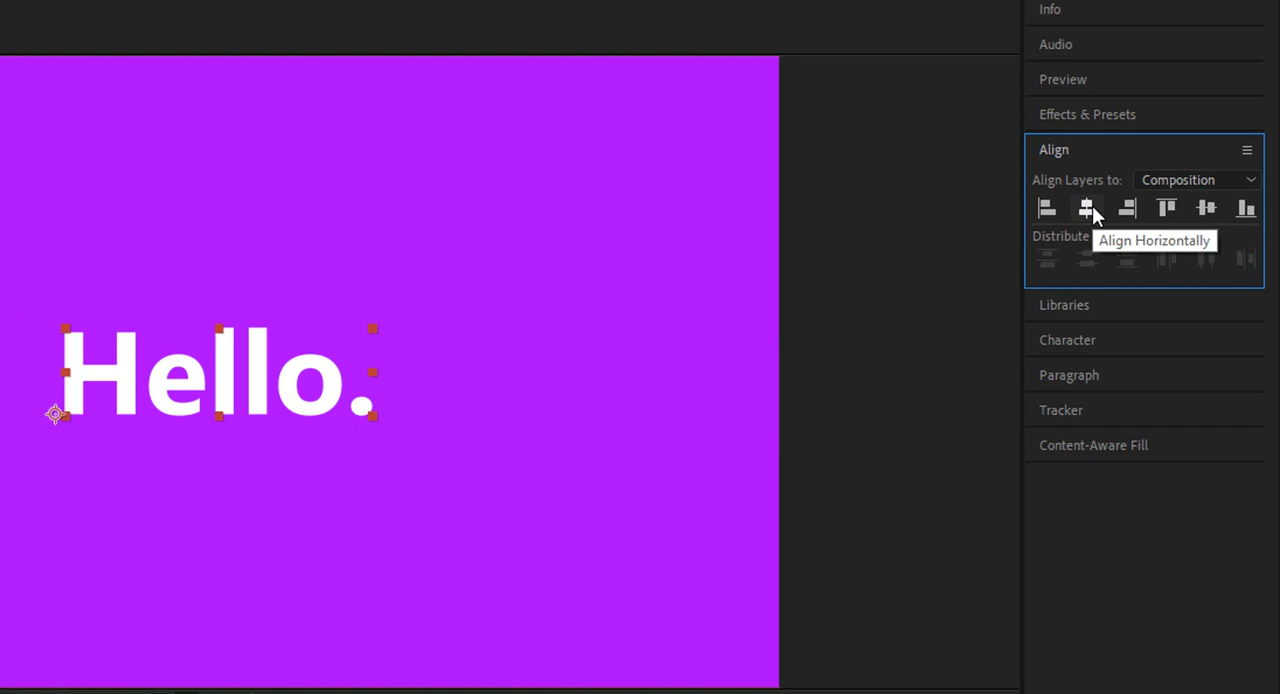 Info
Audio
Preview
Effects & Presets
Align
Align Layers to: Composition
Distribute
Align Horizontally
Hello.
Libraries
Character
Paragraph
Tracker
Content-Aware Fill